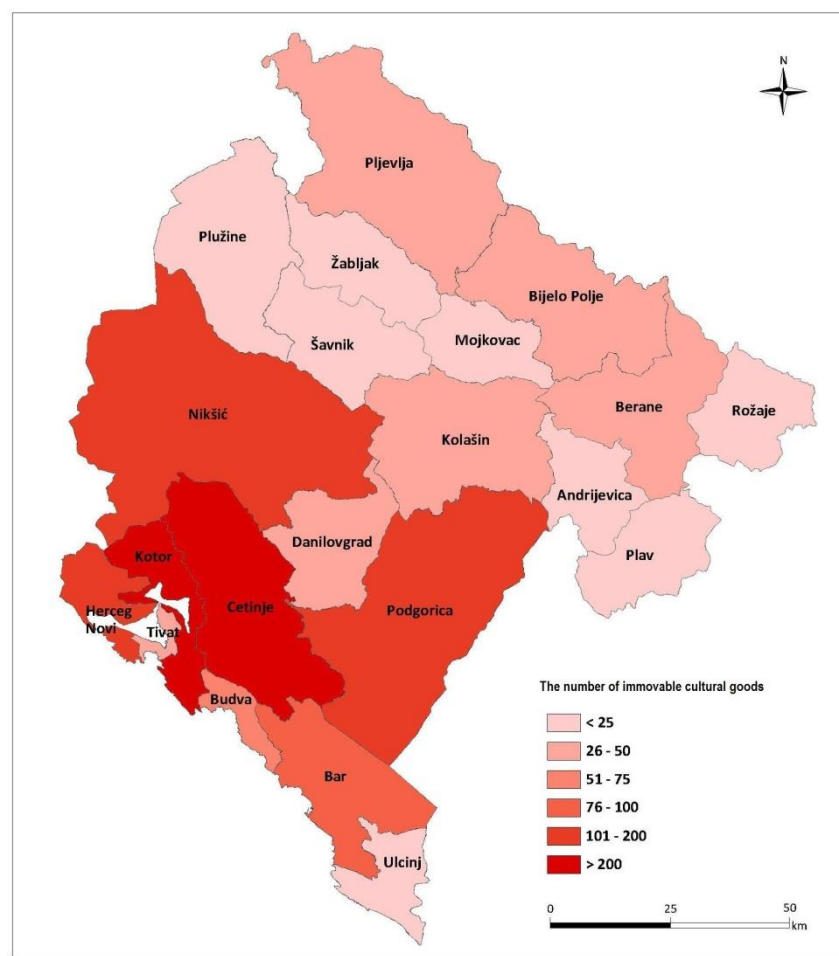 N
Pljevlja
Plužine
Žabljak
Bijelo Polje
Šavnik
Mojkovac
Nikšić
Kolašin
Berane
Rožaje
Andrijevica
Danilovgrad
Plav
Kotor
Cetinje
Podgorica
Herceg
Novi
Tivat
Budva
Bar
Ulcinj
The number of immovable cultural goods
< 25
26 - 50
51 - 75
76 - 100
101 - 200
> 200
0 25 50
km